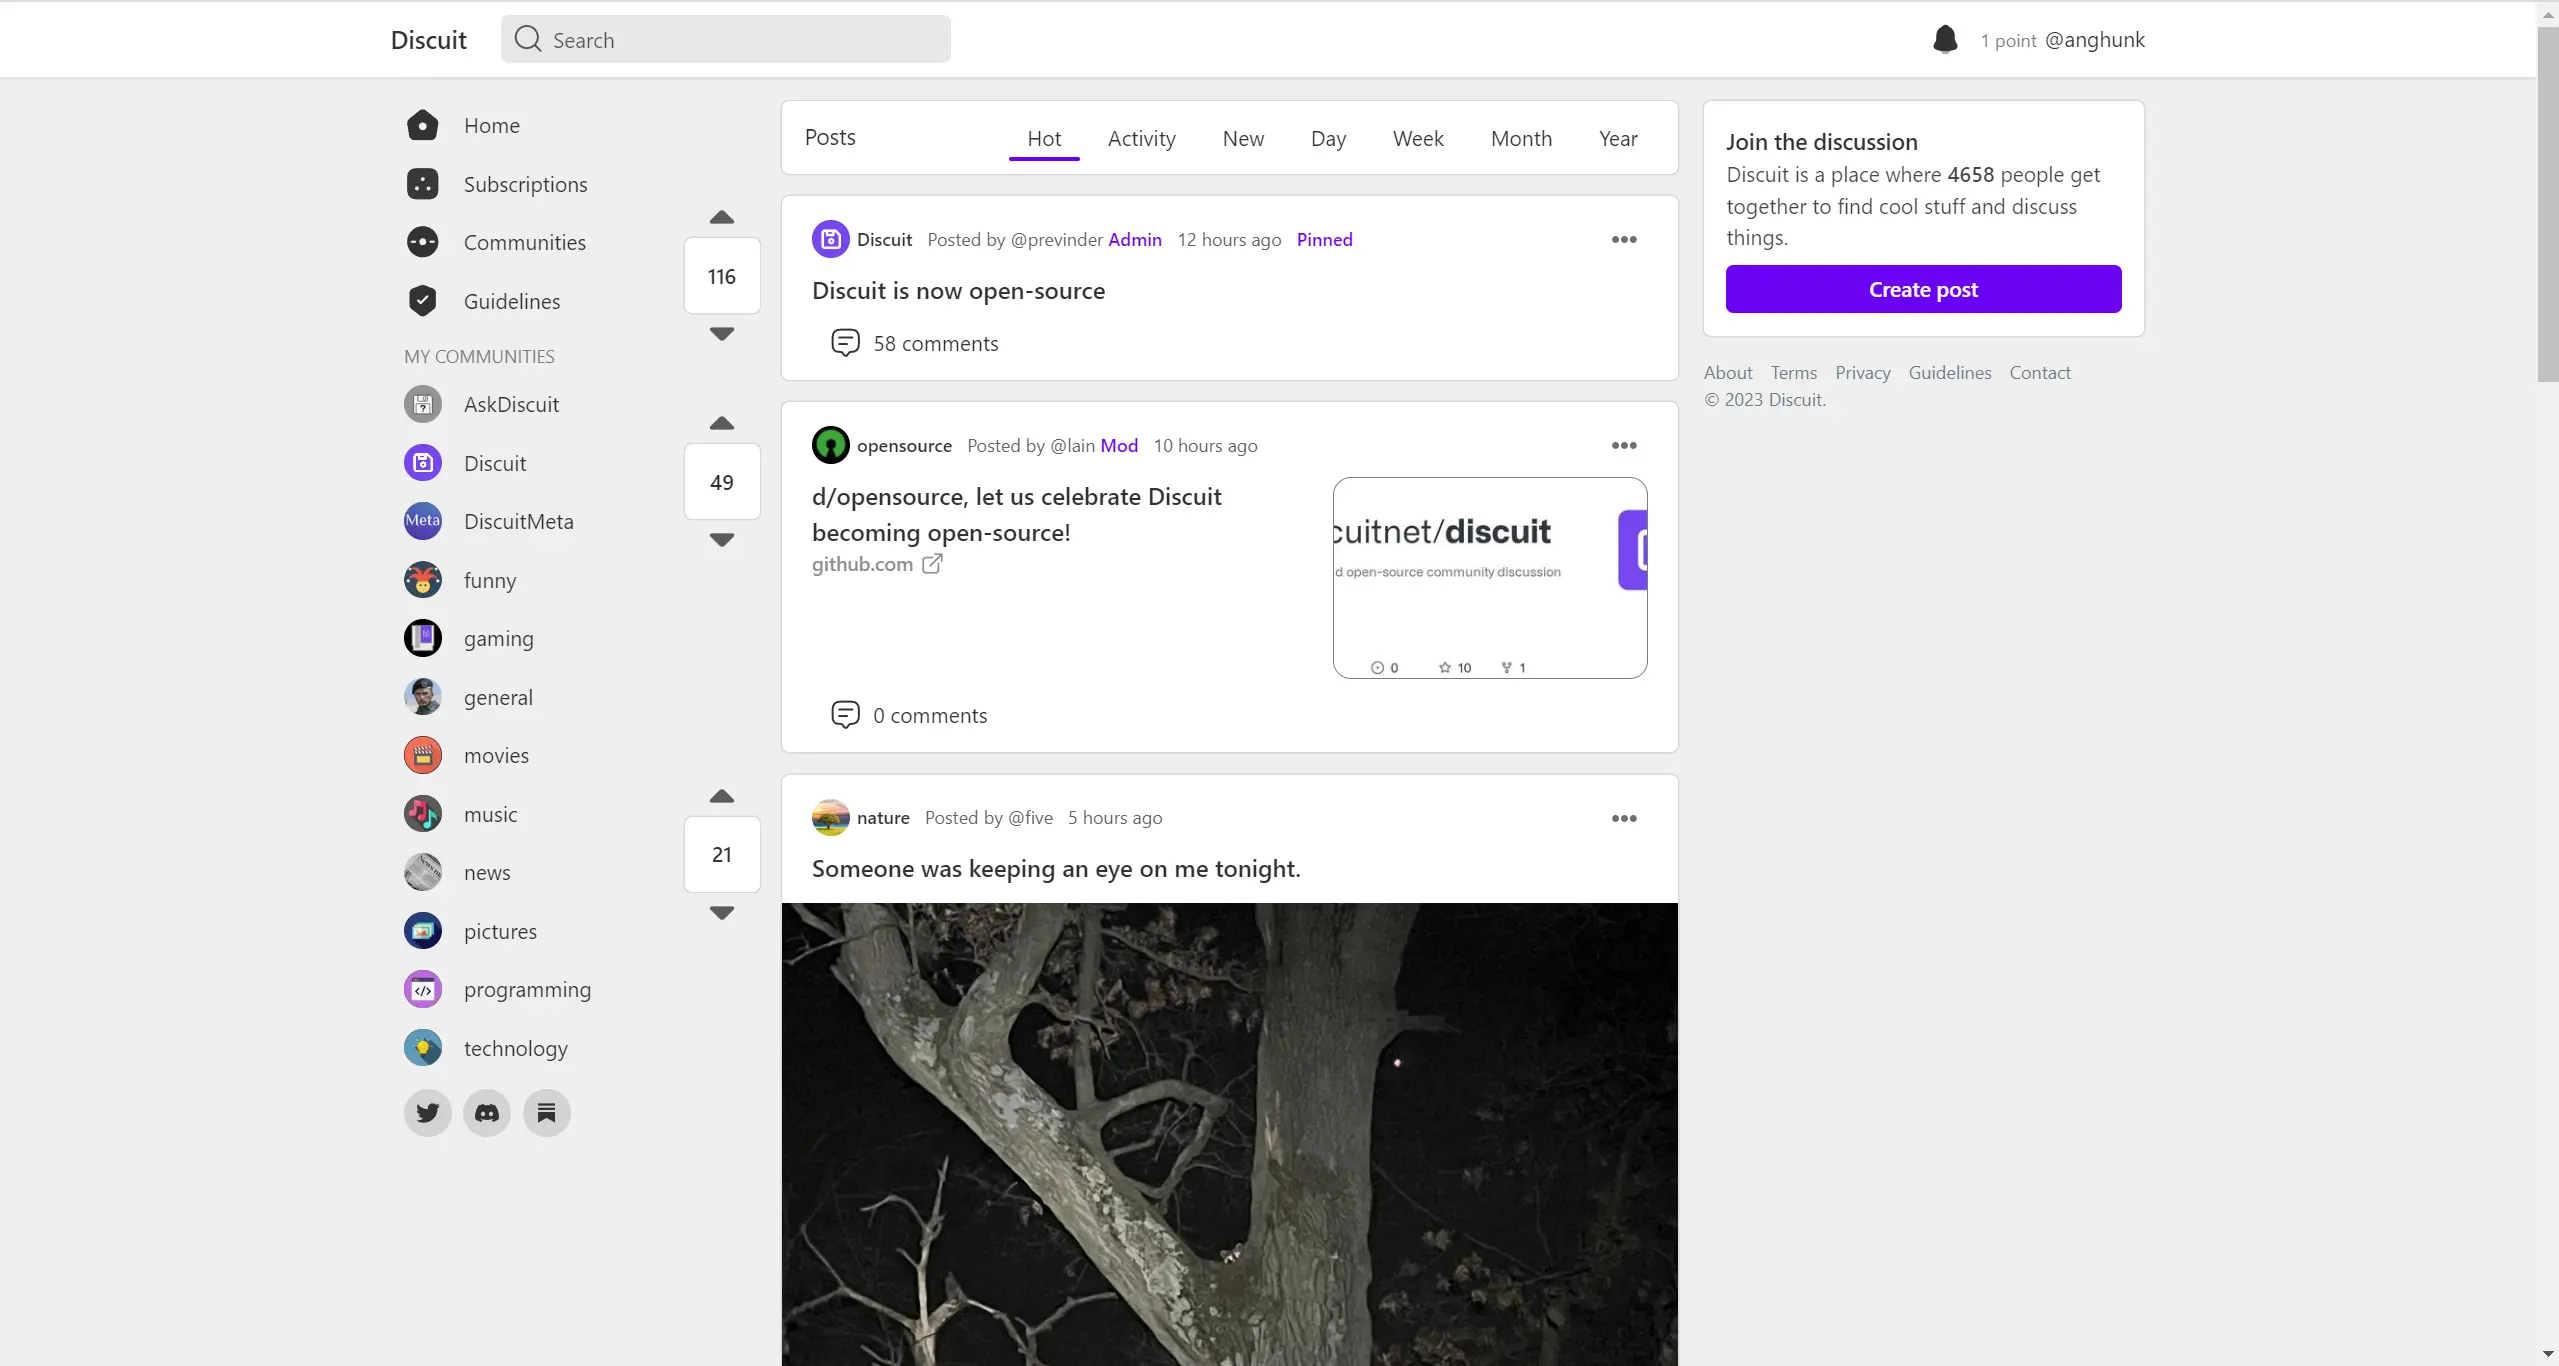 Discuit
Search
1 point @anghunk
Home
Subscriptions
Communities
Guidelines
MY COMMUNITIES
AskDiscuit
Discuit
Meta DiscuitMeta
funny
gaming
general
movies
music
news
pictures
programming
technology
Posts
Hot Activity New Day Week Month Year
116
Discuit Posted by @previnder Admin 12 hours ago Pinned
Discuit is now open-source
58 comments
49
opensource Posted by @lain Mod 10 hours ago
d/opensource, let us celebrate Discuit
becoming open-source!
github.com
cuitnet/discuit
d open-source community discussion
0 10 1
0 comments
21
nature Posted by @five 5 hours ago
Someone was keeping an eye on me tonight.
Join the discussion
Discuit is a place where 4658 people get
together to find cool stuff and discuss
things.
Create post
About Terms Privacy Guidelines Contact
© 2023 Discuit.